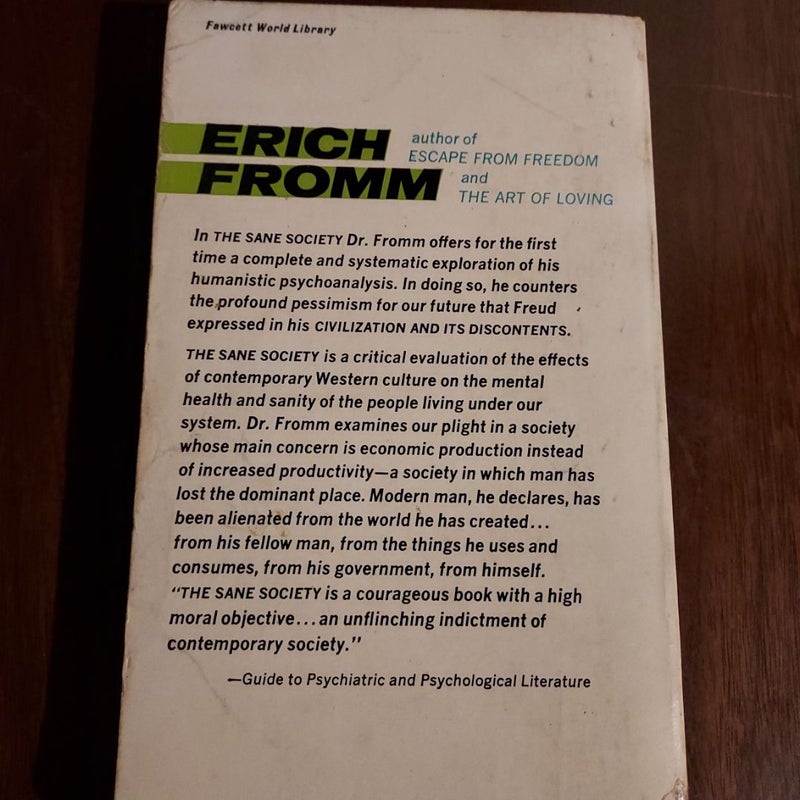 Fawcett World Library
ERICH
FROMM
author of
ESCAPE FROM FREEDOM
and
THE ART OF LOVING
In THE SANE SOCIETY Dr. Fromm offers for the first
time a complete and systematic exploration of his
humanistic psychoanalysis. In doing so, he counters
the profound pessimism for our future that Freud
expressed in his CIVILIZATION AND ITS DISCONTENTS.
THE SANE SOCIETY is a critical evaluation of the effects
of contemporary Western culture on the mental
health and sanity of the people living under our
system. Dr. Fromm examines our plight in a society
whose main concern is economic production instead
of increased productivity—a society in which man has
lost the dominant place. Modern man, he declares, has
been alienated from the world he has created...
from his fellow man, from the things he uses and
consumes, from his government, from himself.
"THE SANE SOCIETY is a courageous book with a high
moral objective...an unflinching indictment of
contemporary society."
—Guide to Psychiatric and Psychological Literature